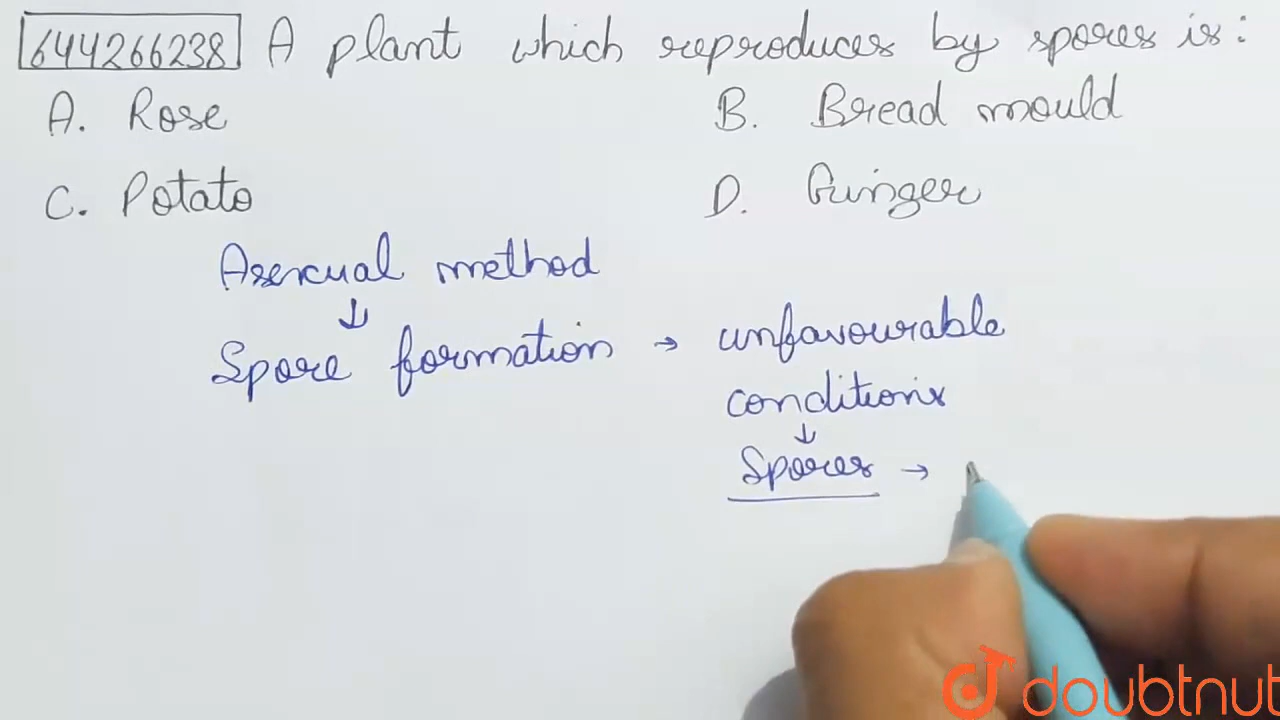 644266238 A plant which reproduces by spores is:
A. Rose B. Bread mould
C. Potato D. Ginger
Asexual method
↓
Spore formation → unfavourable
conditions
↓
Spores →
doubtnut